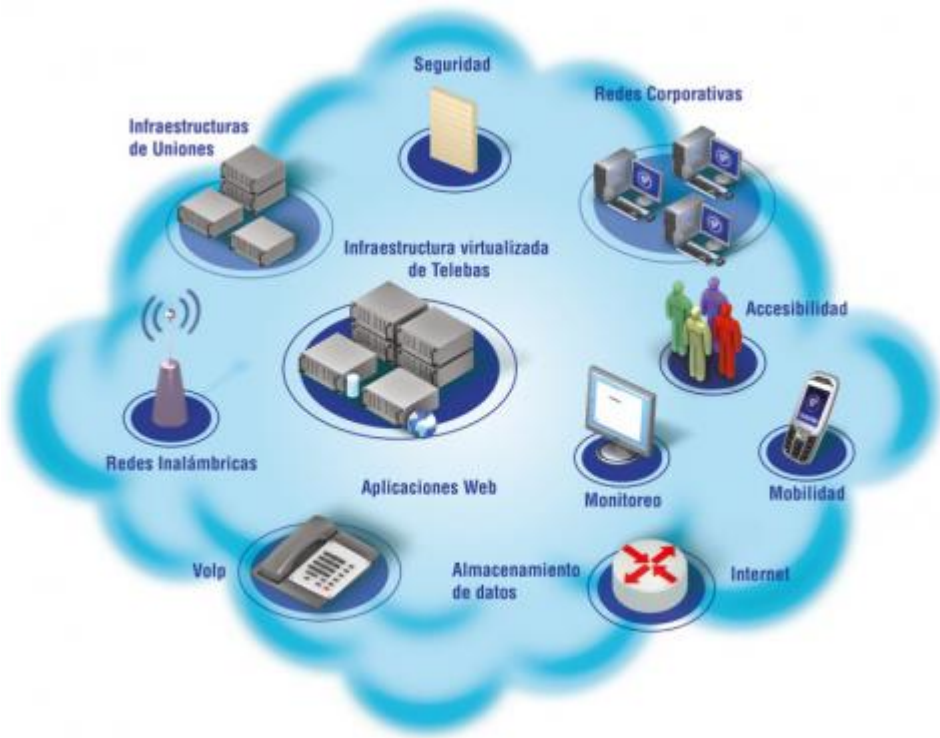 Seguridad
Redes Corporativas
Infraestructuras
de Uniones
Infraestructura virtualizada
de Telebas
Accesibilidad
Redes Inalámbricas
Aplicaciones Web
Monitoreo
Mobilidad
VoIp
Almacenamiento
de datos
Internet